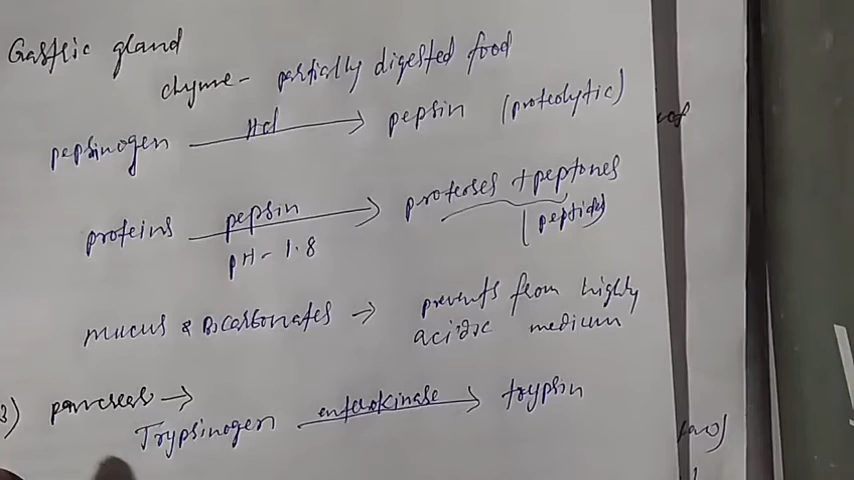 Gastric gland
chyme - partially digested food
pepsinogen HCl → pepsin (proteolytic)
proteins pepsin → proteoses + peptones
pH - 1.8 (peptides
mucus & Bicarbonates → prevents from highly
acidic medium
3) pancreas →
Trypsinogen enterokinase → trypsin